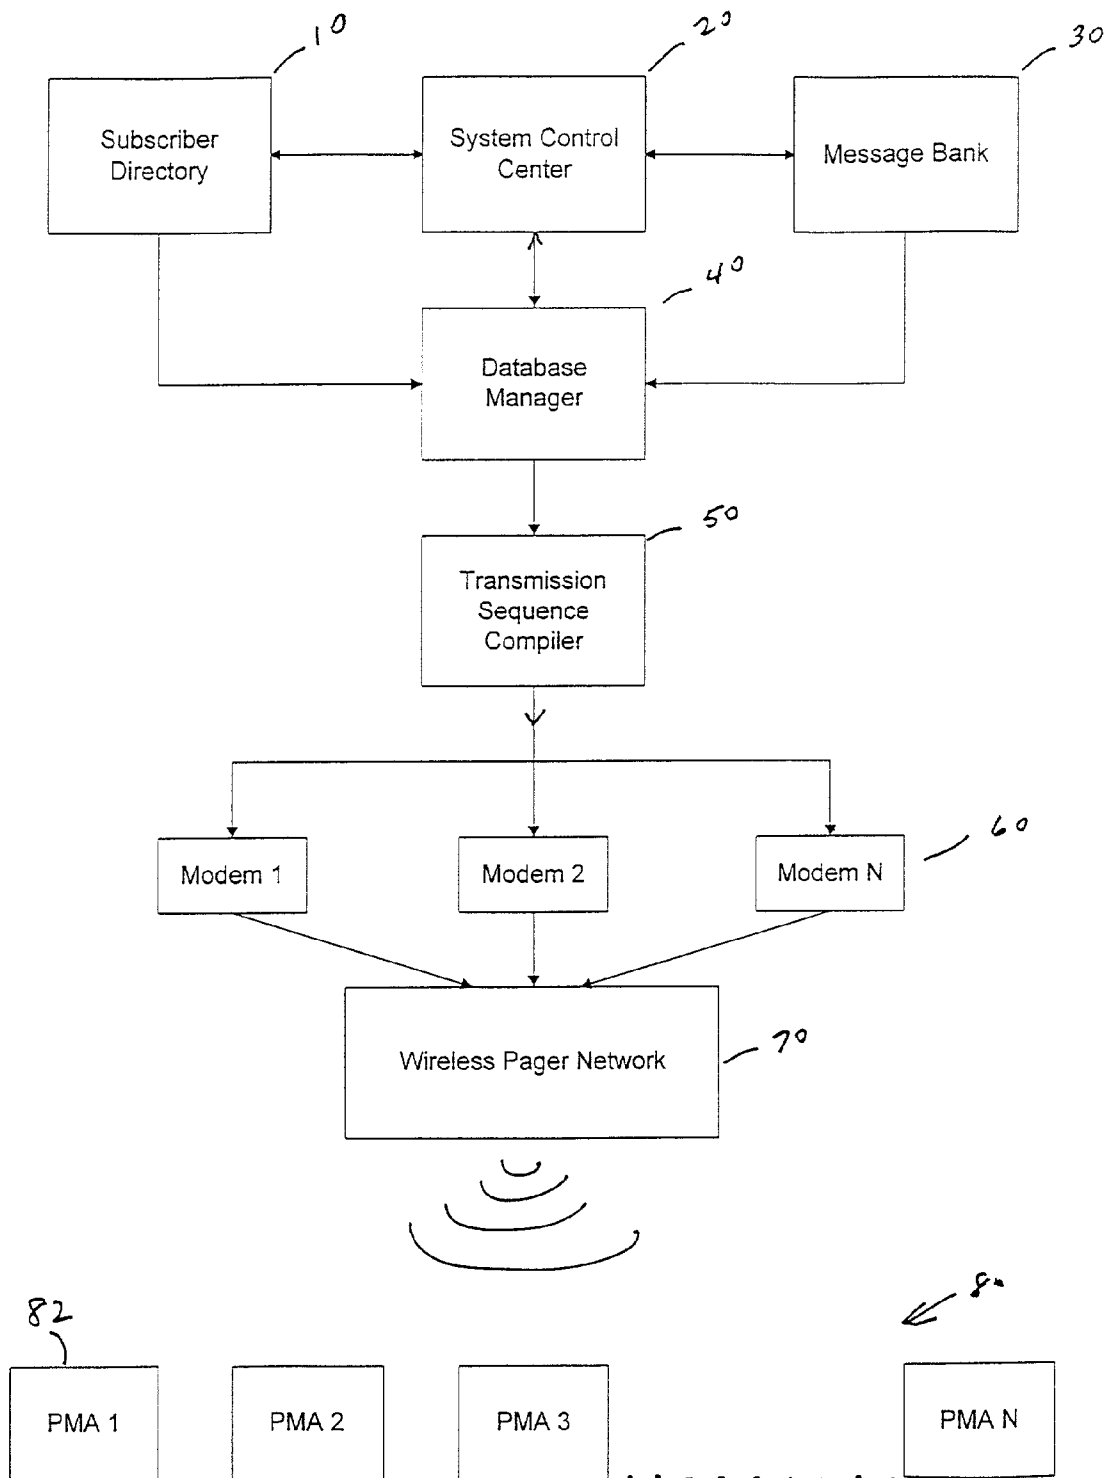 10
20
30
Subscriber
Directory
System Control
Center
Message Bank
40
Database
Manager
50
Transmission
Sequence
Compiler
60
Modem 1
Modem 2
Modem N
70
Wireless Pager Network
82
PMA 1
PMA 2
PMA 3
PMA N